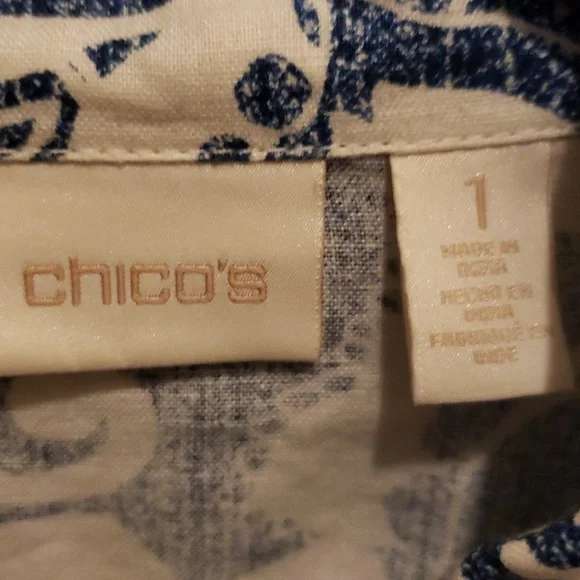 chico's
1
MADE IN
INDIA
HECHO EN
INDIA
FABRIQUÉ EN
INDE